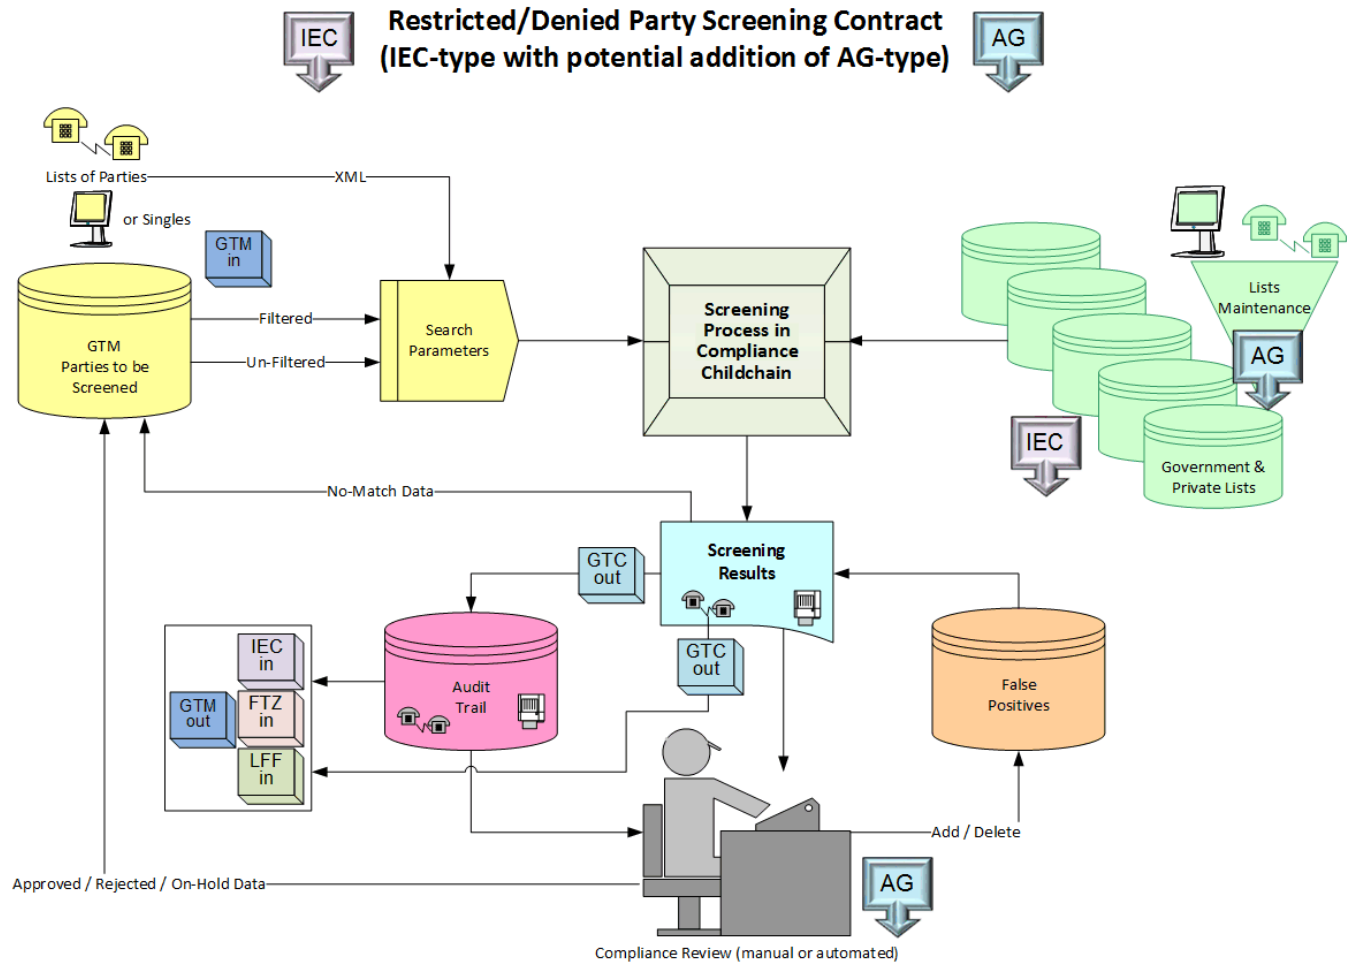 IEC
Restricted/Denied Party Screening Contract
(IEC-type with potential addition of AG-type)
AG
Lists of Parties
XML
or Singles
GTM
in
Filtered
Un-Filtered
GTM
Parties to be
Screened
Search
Parameters
Screening
Process in
Compliance
Childchain
Lists
Maintenance
AG
IEC
Government &
Private Lists
No-Match Data
Screening
Results
GTC
out
GTC
out
IEC
in
GTM
out
FTZ
in
LFF
in
Audit
Trail
False
Positives
Add / Delete
Approved / Rejected / On-Hold Data
AG
Compliance Review (manual or automated)